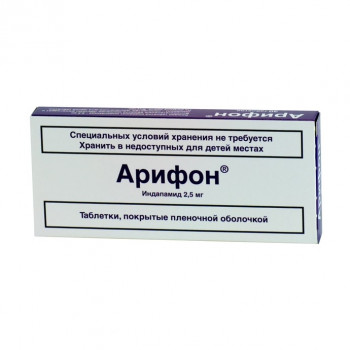 Специальных условий хранения не требуется
Хранить в недоступных для детей местах
Арифон®
Индапамид 2,5 мг
Таблетки, покрытые пленочной оболочкой
Арифон®